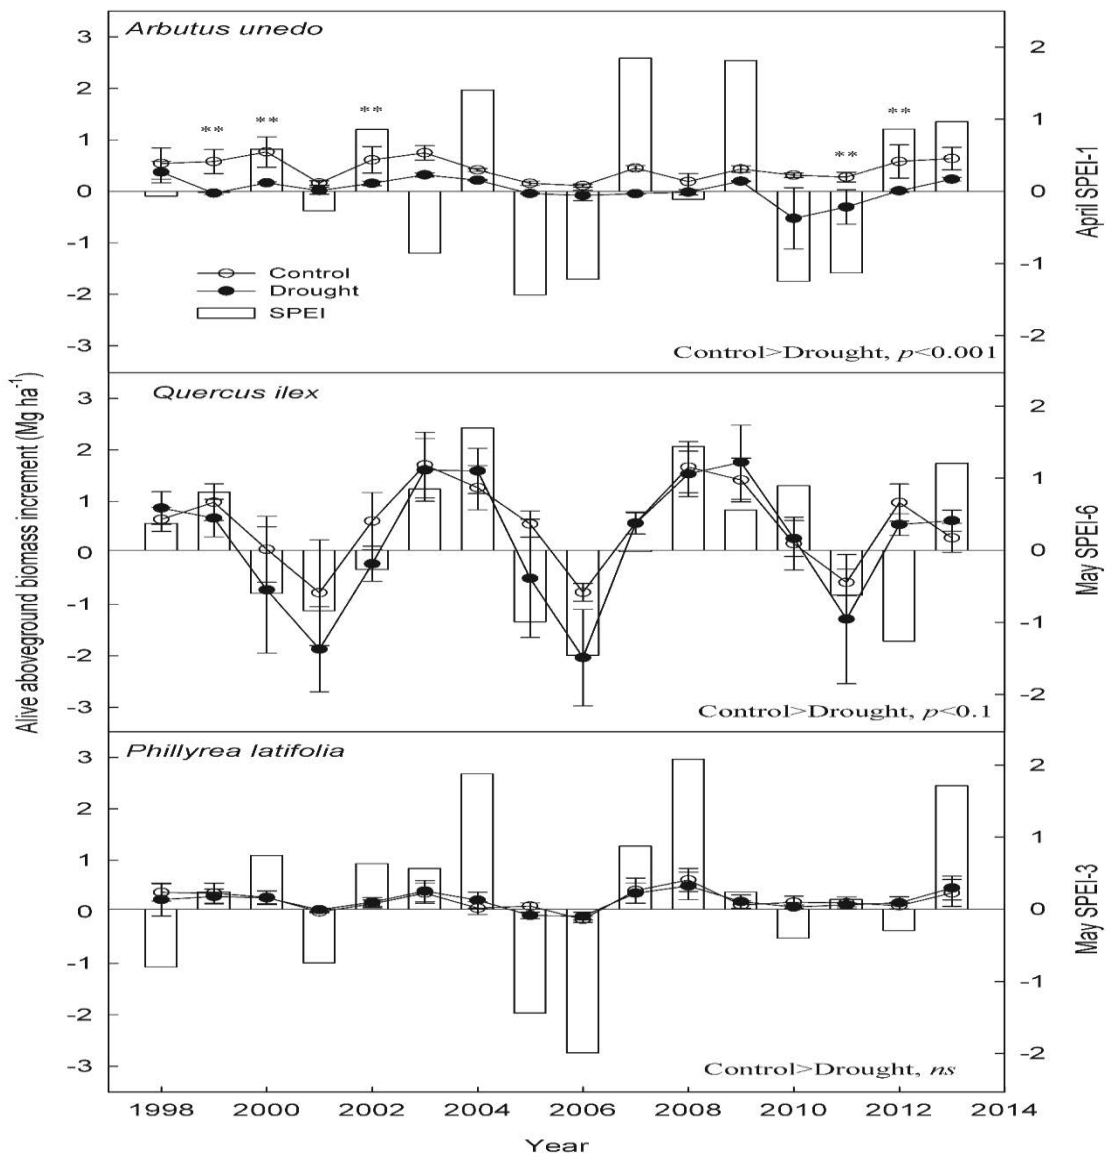 Arbutus unedo
3
2
1
0
-1
-2
-3
2
1
0
-1
-2
April SPEI-1
**
**
**
**
**
Control
Drought
SPEI
Control>Drought, p<0.001
Alive aboveground biomass increment (Mg ha⁻¹)
Quercus ilex
3
2
1
0
-1
-2
-3
2
1
0
-1
-2
May SPEI-6
Control>Drought, p<0.1
Phillyrea latifolia
3
2
1
0
-1
-2
-3
2
1
0
-1
-2
May SPEI-3
Control>Drought, ns
1998 2000 2002 2004 2006 2008 2010 2012 2014
Year